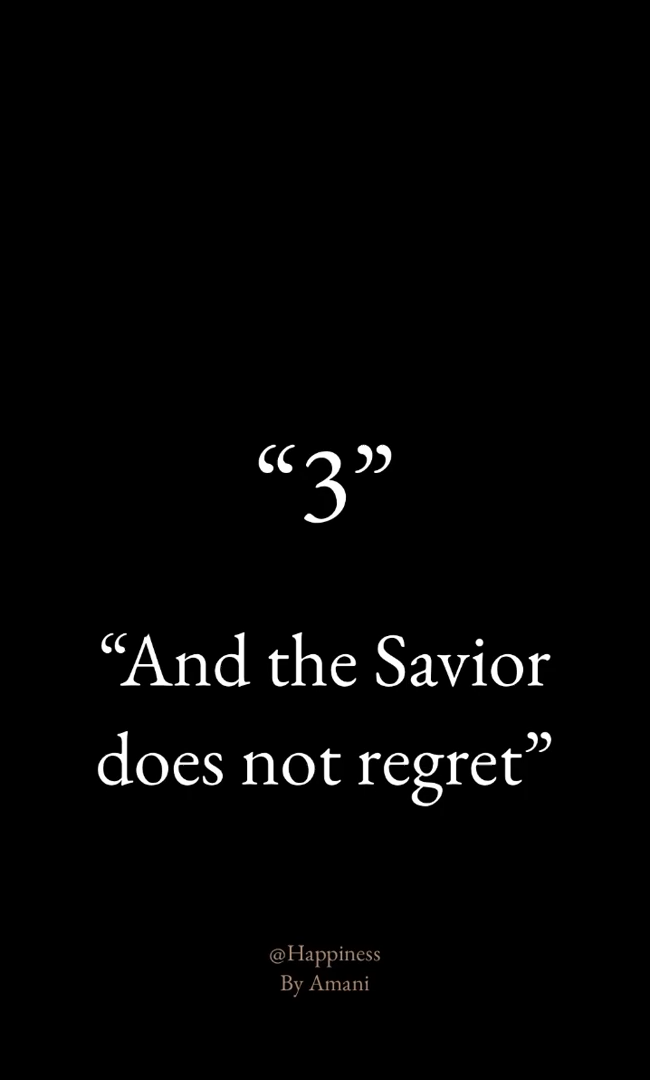 “3”
“And the Savior
does not regret”
@Happiness
By Amani